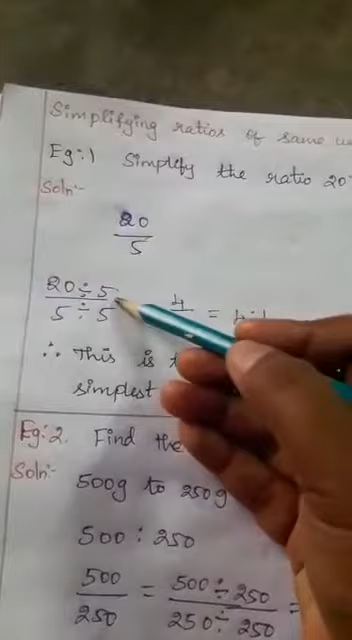 Simplifying ratios of same
Eg:1 Simplify the ratio 20
Soln:-
20
5
20 ÷ 5
5 ÷ 5
4 =
∴ This is
simplest
Eg:2. Find the
Soln:-
500g to 250g
500 : 250
500 = 500 ÷ 250 =
250 250 ÷ 250